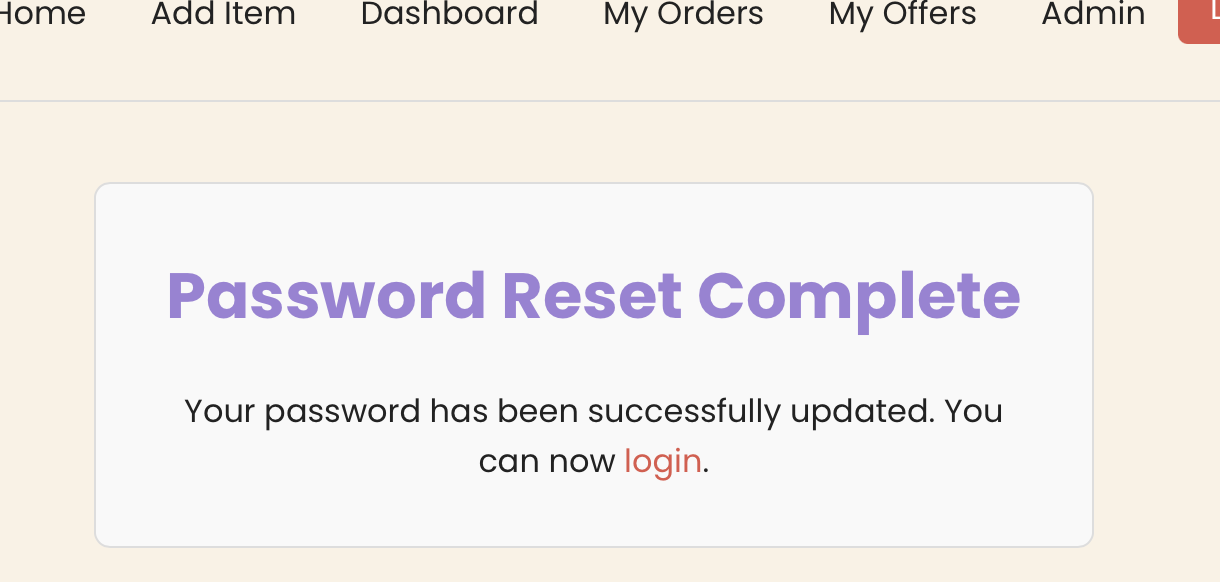 Home Add Item Dashboard My Orders My Offers Admin
Password Reset Complete
Your password has been successfully updated. You
can now login.